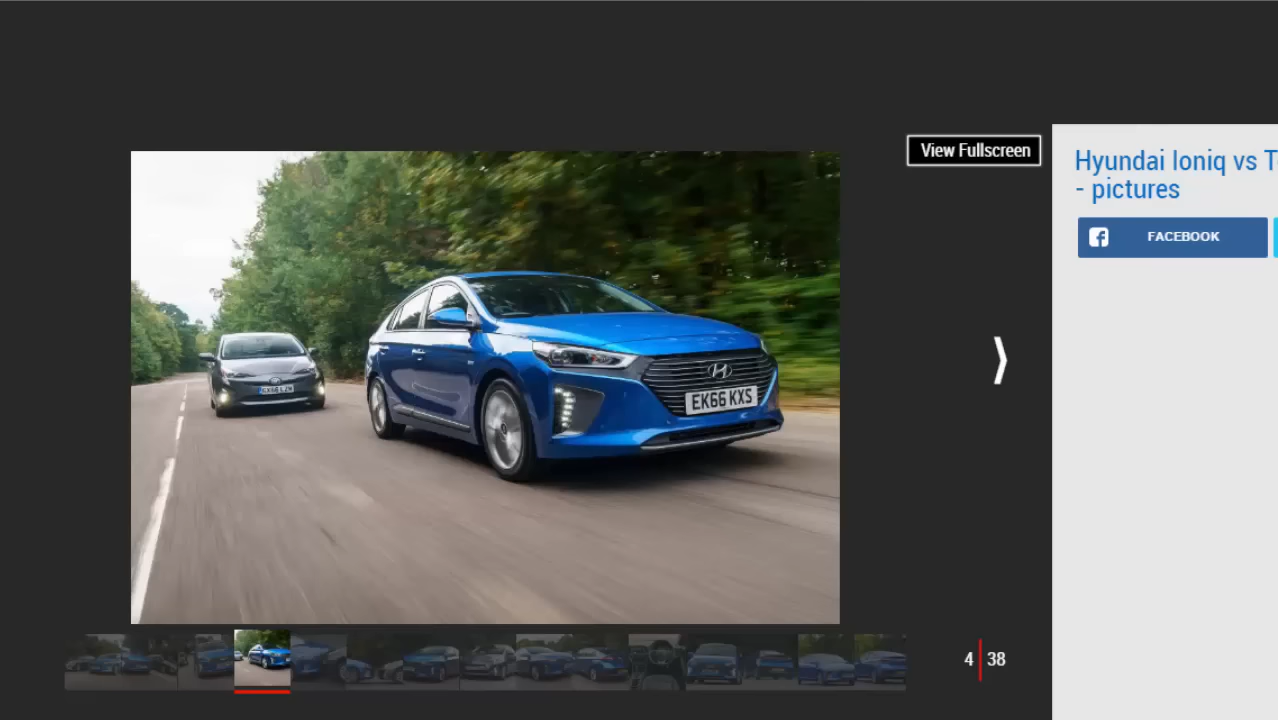 View Fullscreen
Hyundai Ioniq vs T
- pictures
FACEBOOK
EK66 KXS
4 38